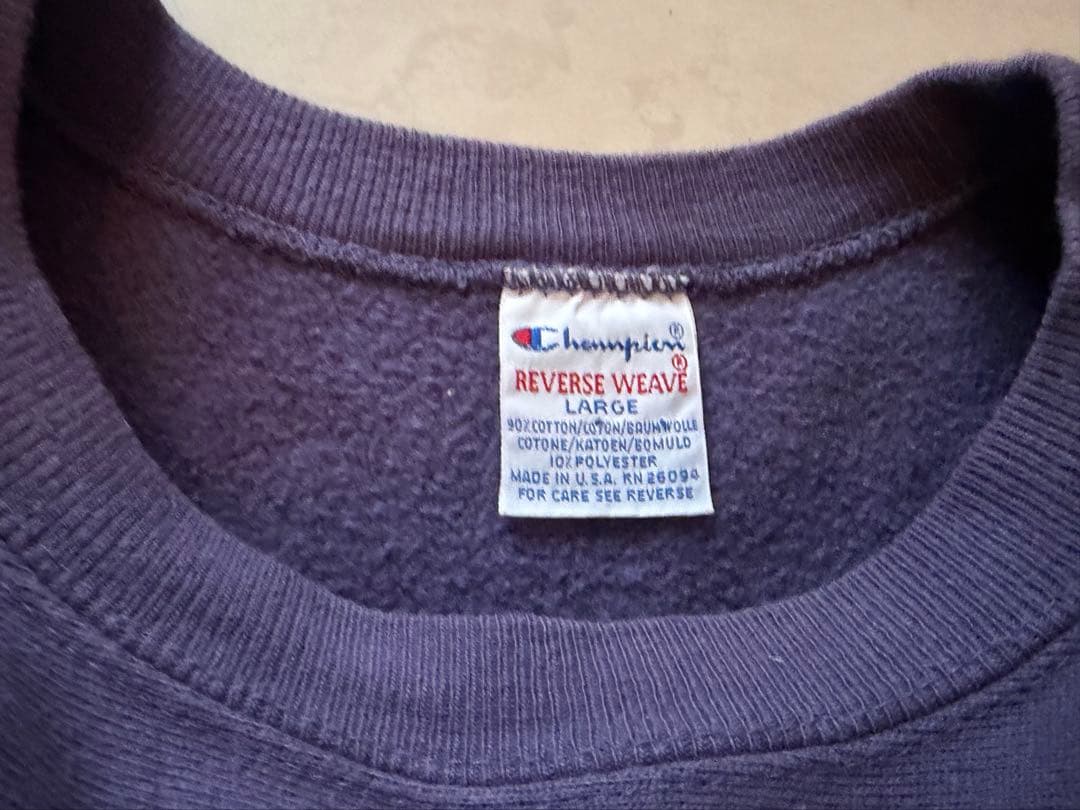 Champion®
REVERSE WEAVE®
LARGE
90% COTTON/COTON/BAUMWOLLE
COTONE/KATOEN/BOMULD
10% POLYESTER
MADE IN U.S.A. RN 26094
FOR CARE SEE REVERSE